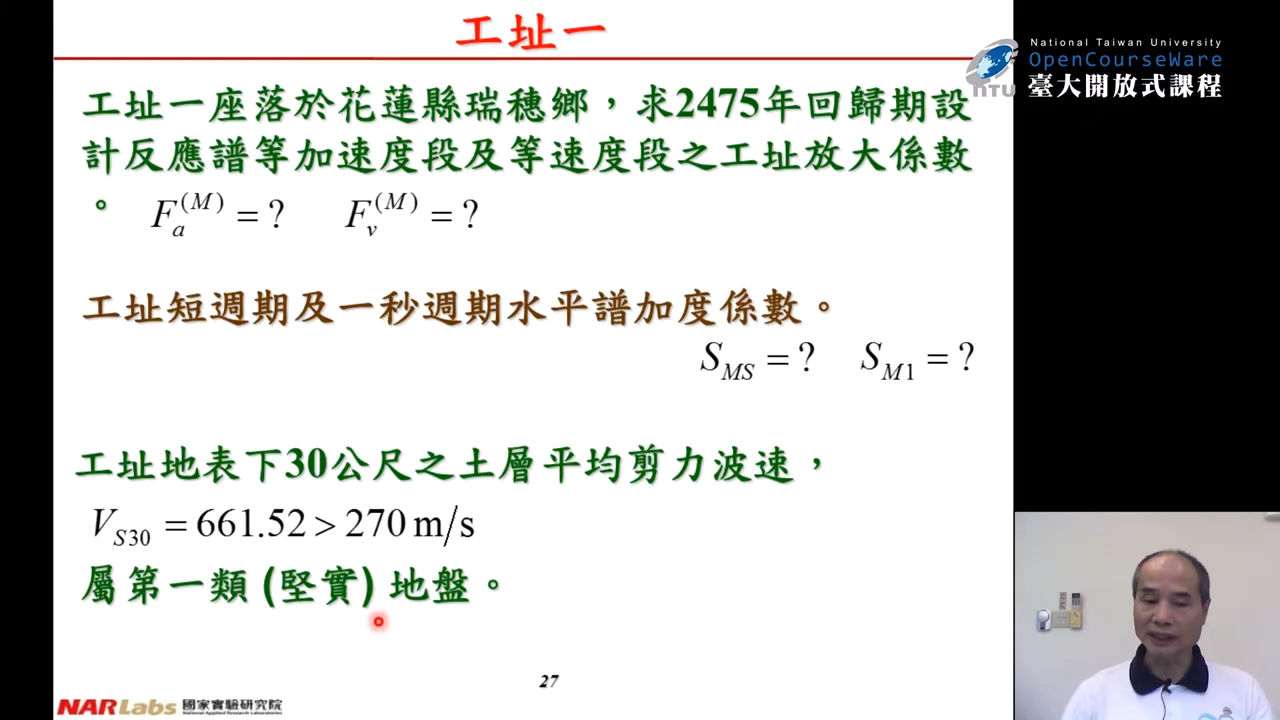 工址一
National Taiwan University
OpenCourseWare
臺大開放式課程
NTU
工址一座落於花蓮縣瑞穗鄉，求2475年回歸期設
計反應譜等加速度段及等速度段之工址放大係數
。 F_a^(M) = ? F_v^(M) = ?
工址短週期及一秒週期水平譜加度係數。
S_MS = ? S_M1 = ?
工址地表下30公尺之土層平均剪力波速，
V_S30 = 661.52 > 270 m/s
屬第一類 (堅實) 地盤。
27
NARLabs 國家實驗研究院
National Applied Research Laboratories